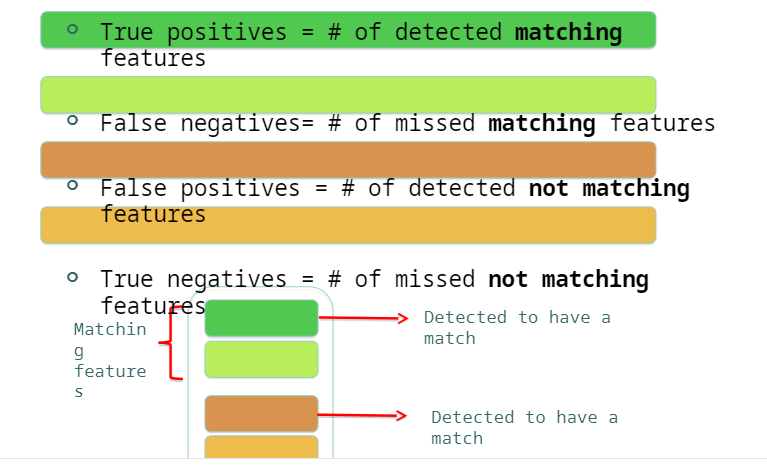 True positives = # of detected matching
features
False negatives= # of missed matching features
False positives = # of detected not matching
features
True negatives = # of missed not matching
features
Matchin
g
feature
s
Detected to have a
match
Detected to have a
match